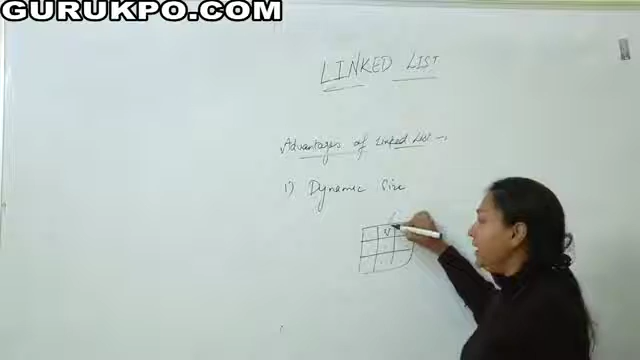 GURUKPO.COM
LINKED LIST
Advantages of Linked List -
1) Dynamic Size